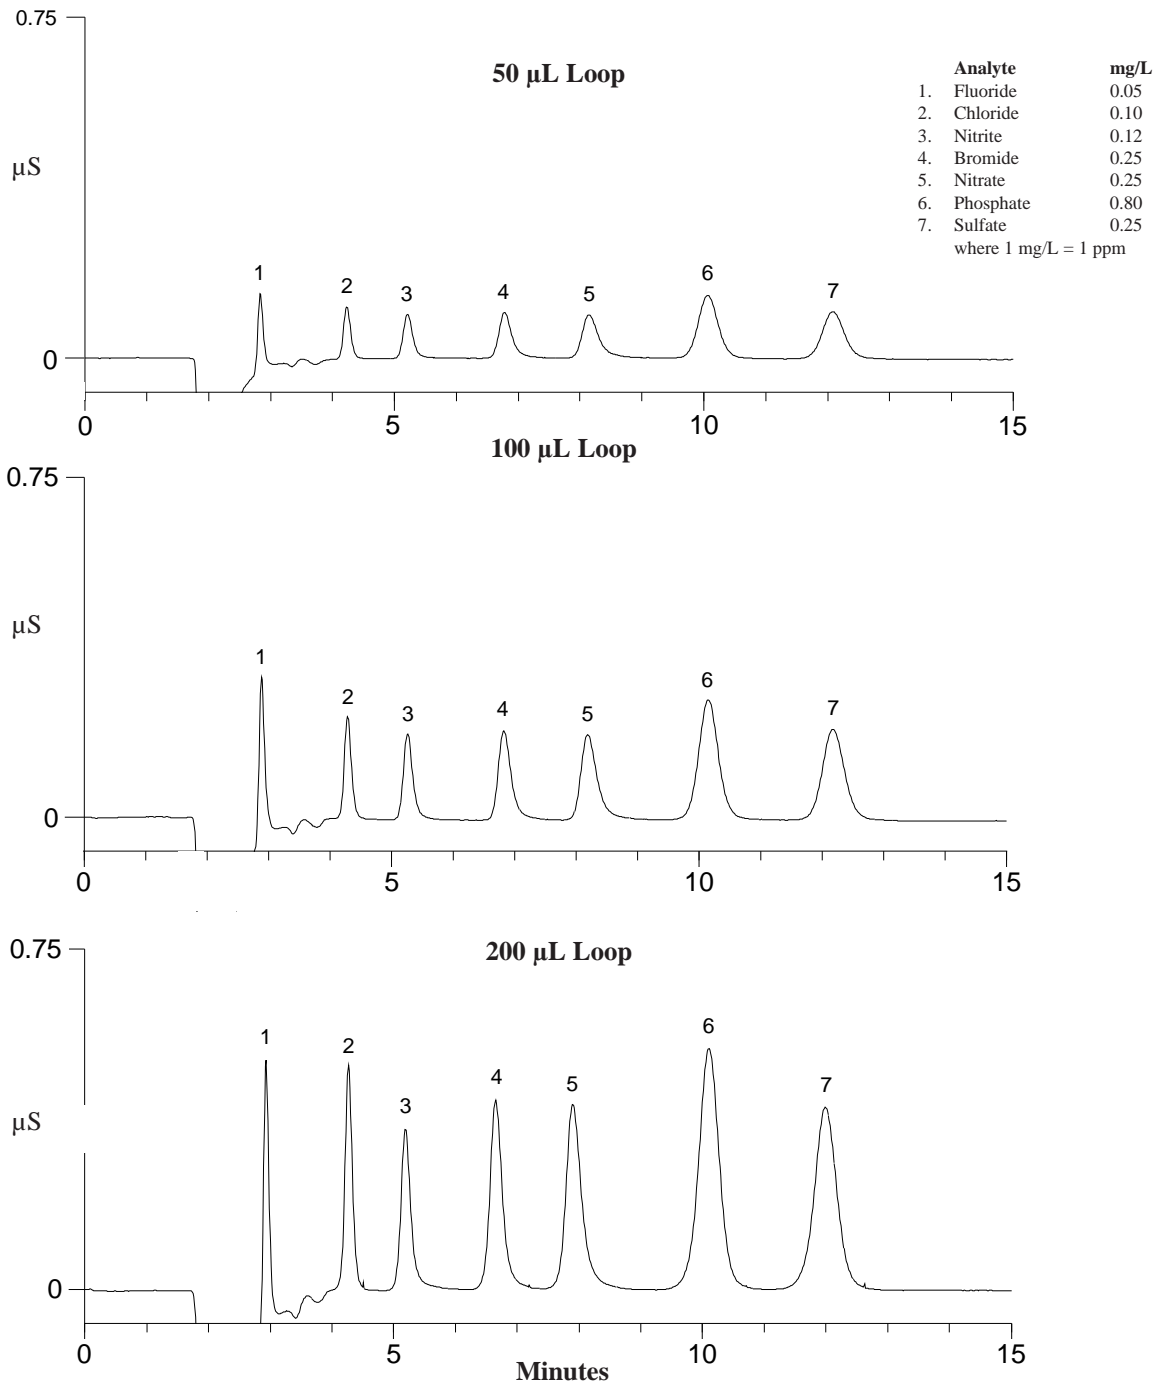 0.75
50 µL Loop
Analyte mg/L
1. Fluoride 0.05
2. Chloride 0.10
3. Nitrite 0.12
4. Bromide 0.25
5. Nitrate 0.25
6. Phosphate 0.80
7. Sulfate 0.25
where 1 mg/L = 1 ppm
µS
1 2 3 4 5 6 7
0
0 5 10 15
100 µL Loop
0.75
µS
1 2 3 4 5 6 7
0
0 5 10 15
0.75
200 µL Loop
1 2 3 4 5 6 7
µS
0
0 5 10 15
Minutes